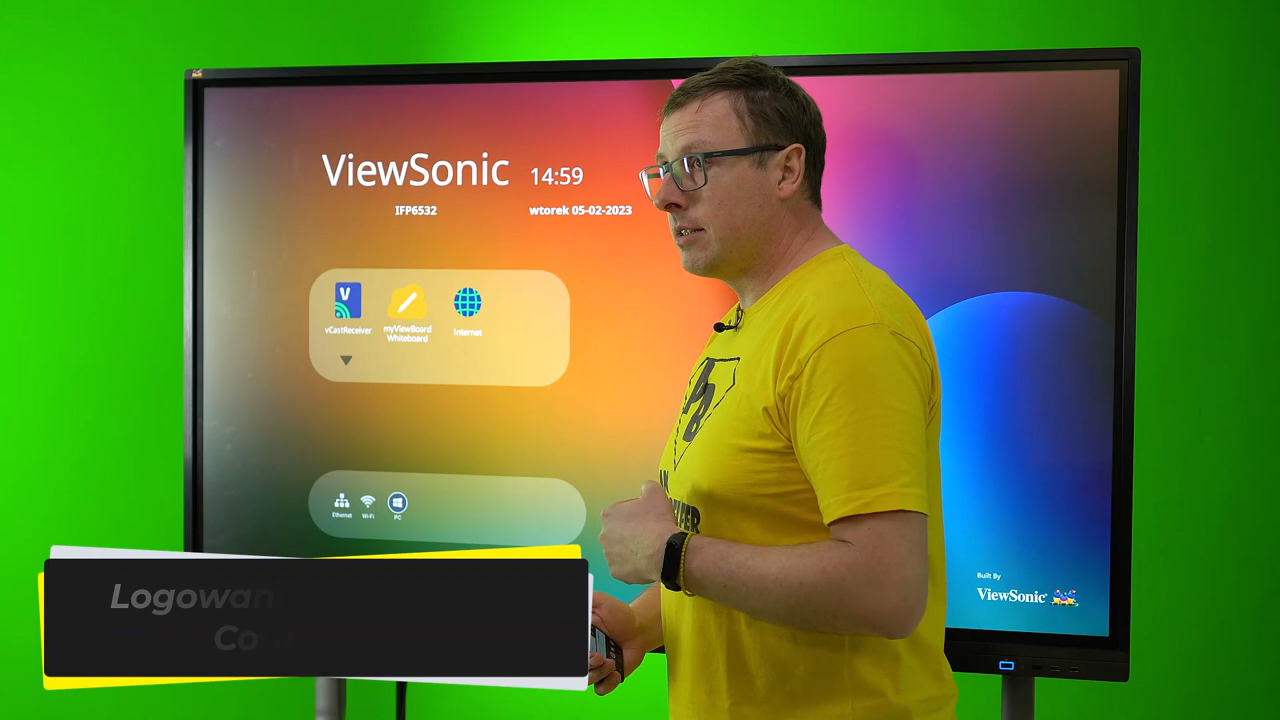 ViewSonic 14:59
IFP6532 wtorek 05-02-2023
vCastReceiver
myViewBoard
Whiteboard
Internet
Ethernet
Wi-Fi
PC
PB
Built By
ViewSonic